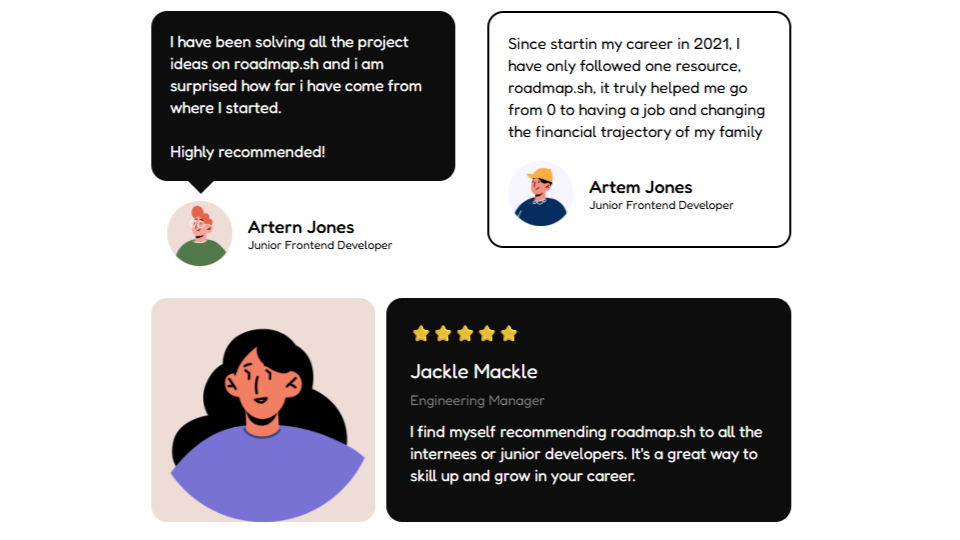 I have been solving all the project
ideas on roadmap.sh and i am
surprised how far i have come from
where I started.
Highly recommended!
Artern Jones
Junior Frontend Developer
Since startin my career in 2021, I
have only followed one resource,
roadmap.sh, it truly helped me go
from 0 to having a job and changing
the financial trajectory of my family
Artem Jones
Junior Frontend Developer
Jackle Mackle
Engineering Manager
I find myself recommending roadmap.sh to all the
internees or junior developers. It's a great way to
skill up and grow in your career.